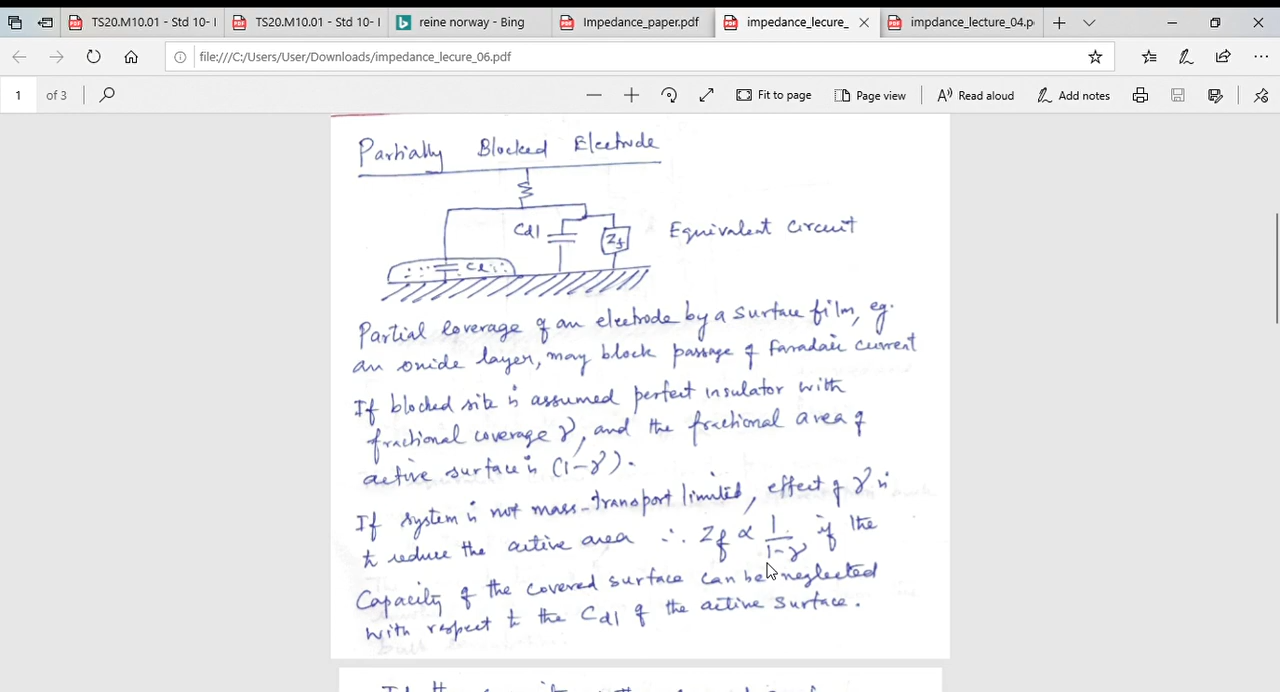 TS20.M10.01 - Std 10- I
TS20.M10.01 - Std 10- I
reine norway - Bing
Impedance_paper.pdf
impedance_lecure_
impdance_lecture_04.p
file:///C:/Users/User/Downloads/impedance_lecure_06.pdf
1 of 3
Fit to page
Page view
Read aloud
Add notes
Partially Blocked Electrode
Cdl
Zf
Equivalent circuit
Partial coverage of an electrode by a surface film, eg.
an oxide layer, may block passage of Faradaic current
If blocked site is assumed perfect insulator with
fractional coverage γ, and the fractional area of
active surface is (1-γ).
If system is not mass-transport limited, effect of γ is
to reduce the active area ∴ Zf ∝ 1/(1-γ), if the
Capacity of the covered surface can be neglected
with respect to the Cdl of the active surface.